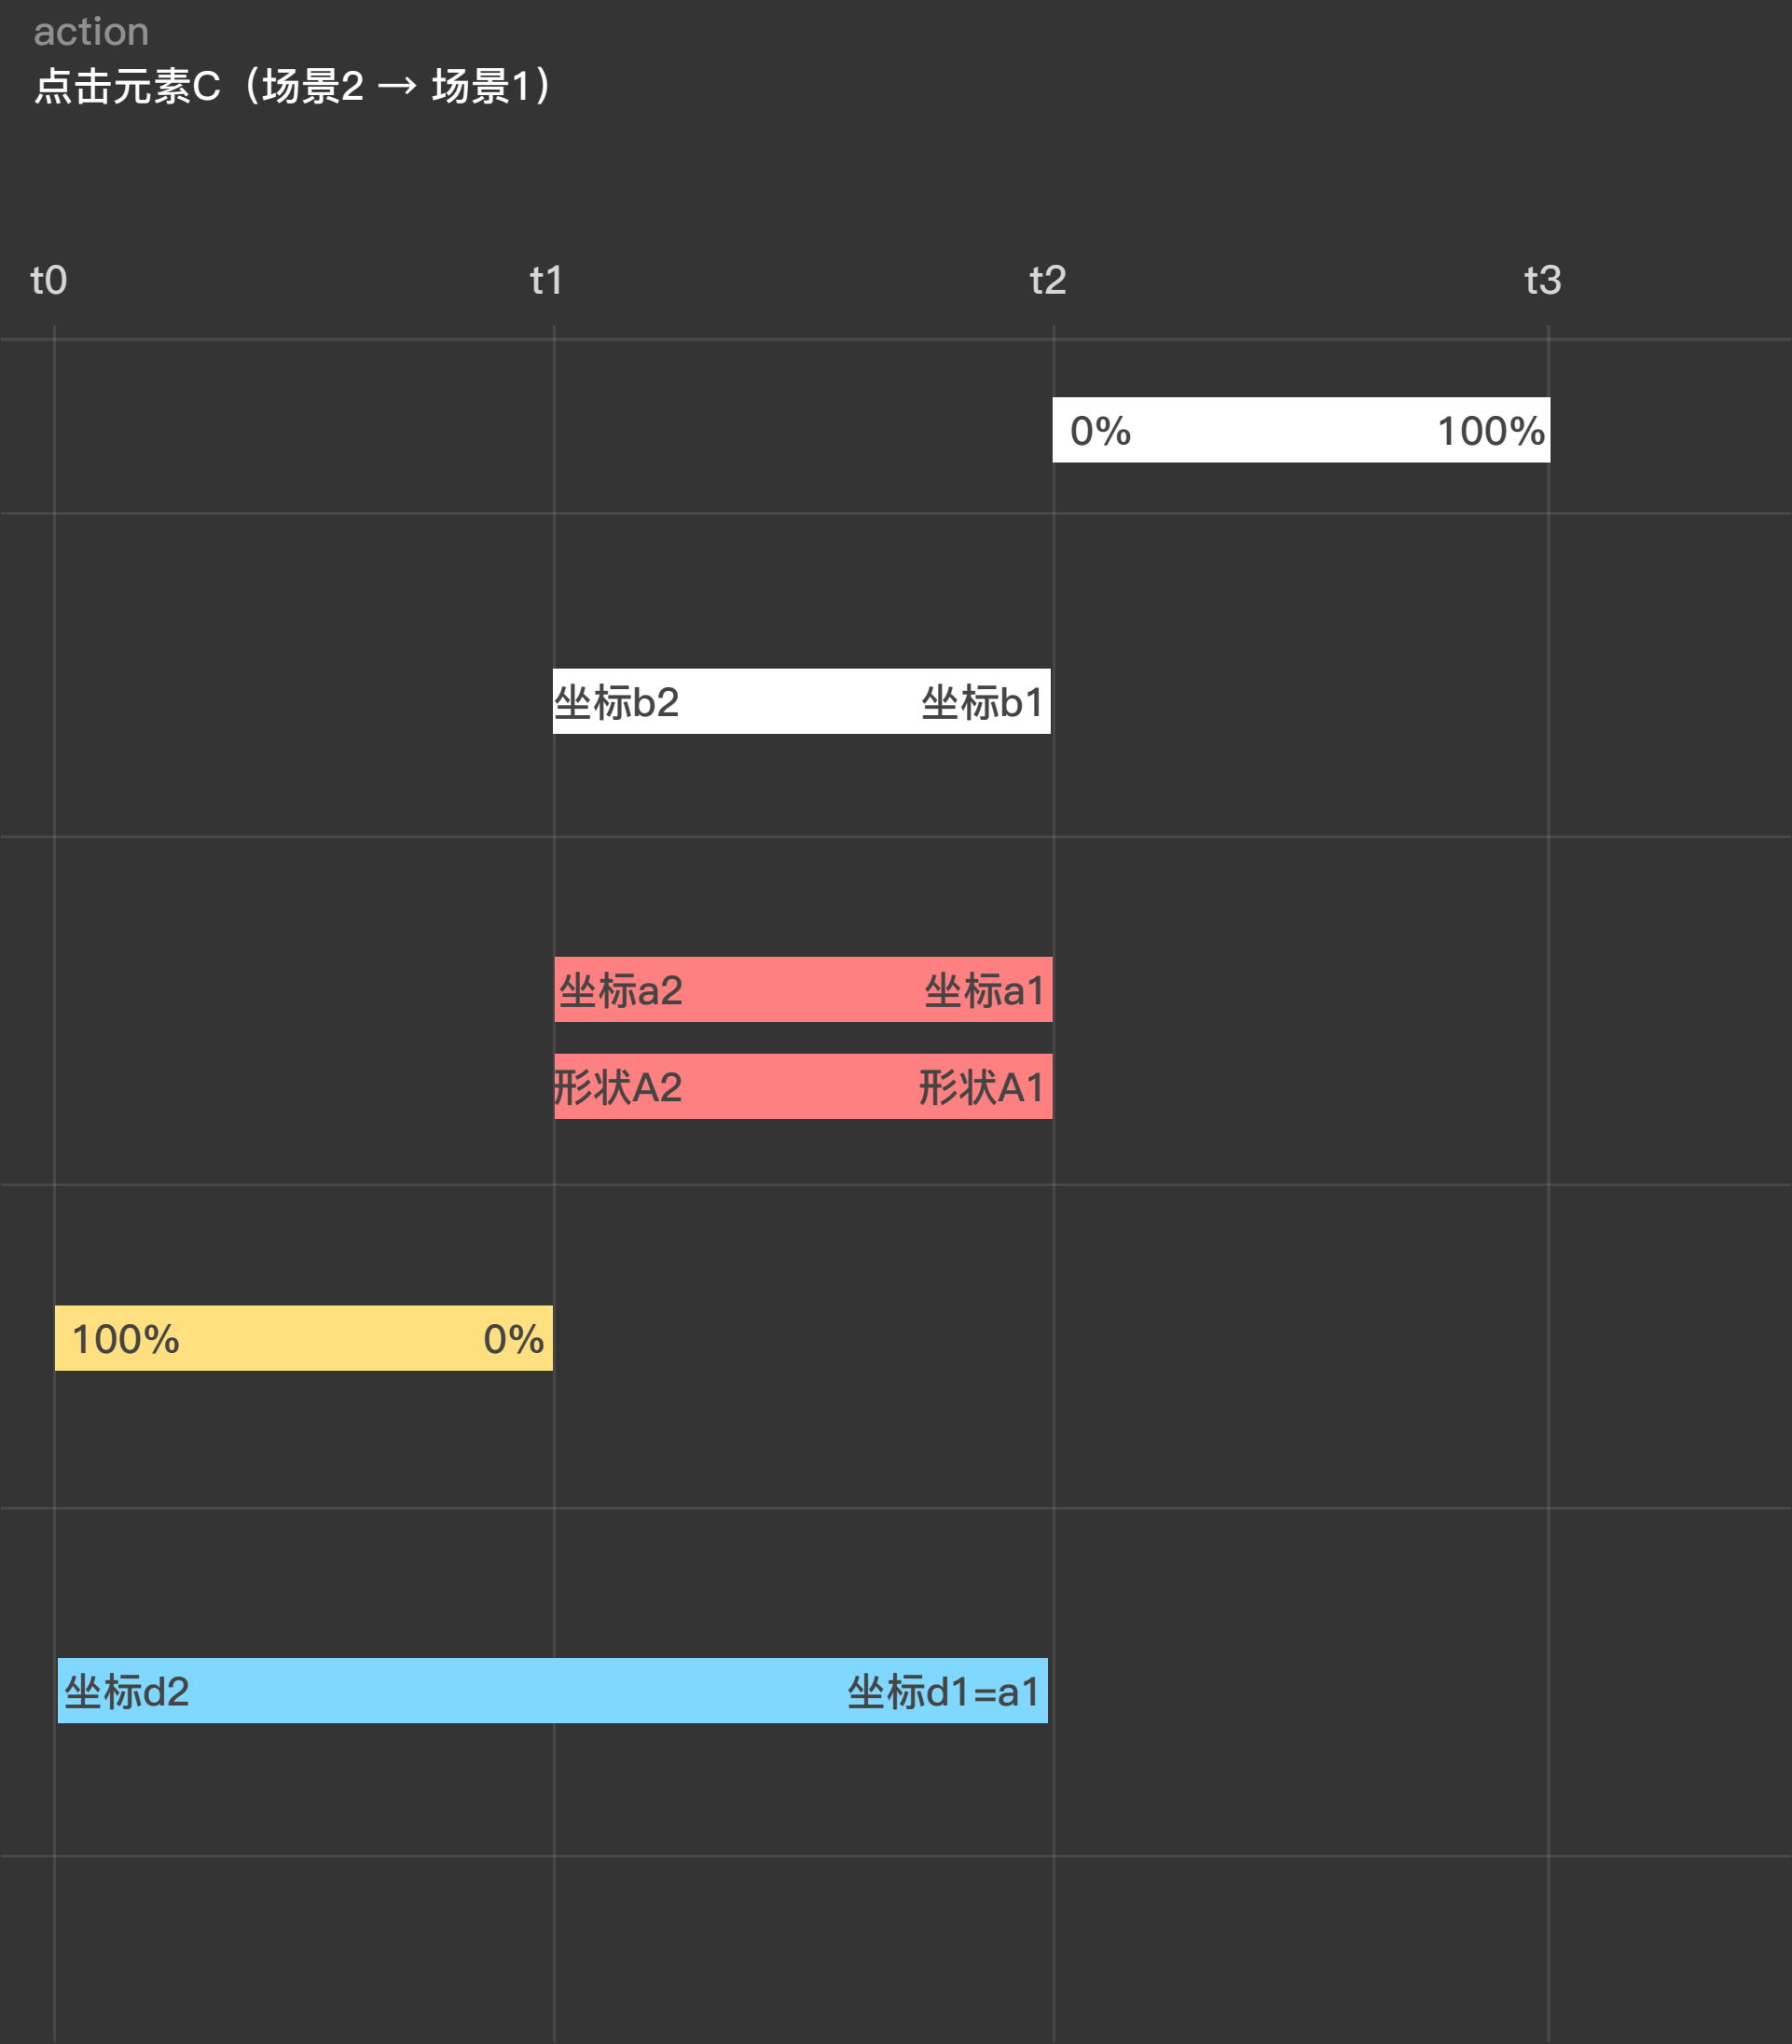 action
点击元素C（场景2 → 场景1）
t0 t1 t2 t3
0% 100%
坐标b2 坐标b1
坐标a2 坐标a1
形状A2 形状A1
100% 0%
坐标d2 坐标d1=a1